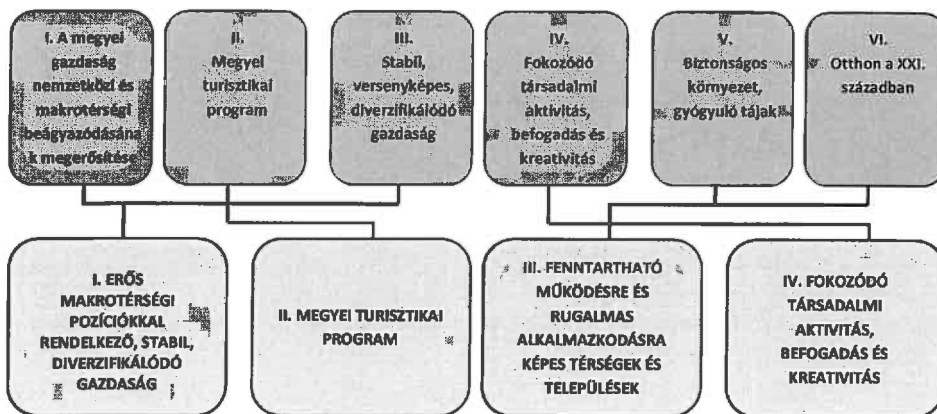 I. A megyei
gazdaság
nemzetközi és
makrotérségi
beágyazódásána
k megerősítése
II.
Megyei
turisztikai
program
III.
Stabil,
versenyképes,
diverzifikálódó
gazdaság
IV.
Fokozódó
társadalmi
aktivitás,
befogadás és
kreativitás
V.
Biztonságos
környezet,
gyógyuló tájak
VI.
Otthon a XXI.
században
I. ERŐS
MAKROTÉRSÉGI
POZÍCIÓKKAL
RENDELKEZŐ, STABIL,
DIVERZIFIKÁLÓDÓ
GAZDASÁG
II. MEGYEI TURISZTIKAI
PROGRAM
III. FENNTARTHATÓ
MŰKÖDÉSRE ÉS
RUGALMAS
ALKALMAZKODÁSRA
KÉPES TÉRSÉGEK ÉS
TELEPÜLÉSEK
IV. FOKOZÓDÓ
TÁRSADALMI
AKTIVITÁS,
BEFOGADÁS ÉS
KREATIVITÁS